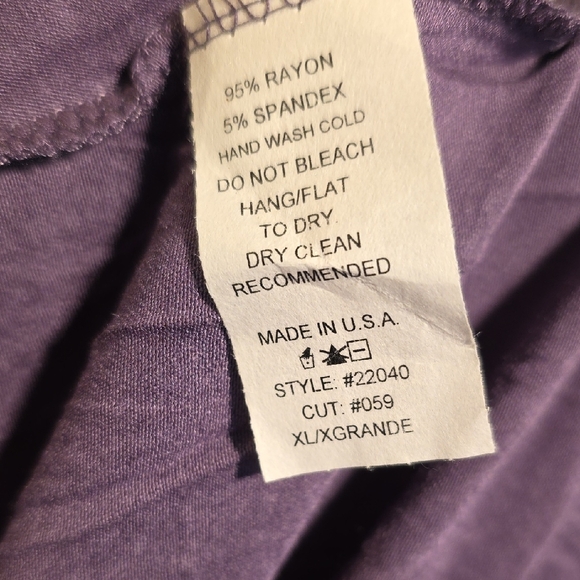 95% RAYON
5% SPANDEX
HAND WASH COLD
DO NOT BLEACH
HANG/FLAT
TO DRY.
DRY CLEAN
RECOMMENDED
MADE IN U.S.A.
STYLE: #22040
CUT: #059
XL/XGRANDE